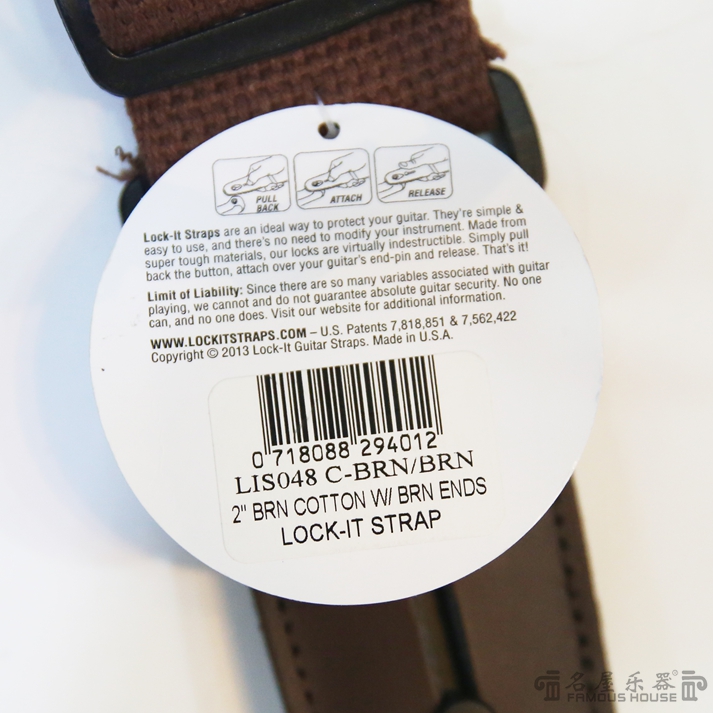 PULL
BACK
ATTACH
RELEASE
Lock-It Straps are an ideal way to protect your guitar. They're simple &
easy to use, and there's no need to modify your instrument. Made from
super tough materials, our locks are virtually indestructible. Simply pull
back the button, attach over your guitar's end-pin and release. That's it!
Limit of Liability: Since there are so many variables associated with guitar
playing, we cannot and do not guarantee absolute guitar security. No one
can, and no one does. Visit our website for additional information.
WWW.LOCKITSTRAPS.COM – U.S. Patents 7,818,851 & 7,562,422
Copyright © 2013 Lock-It Guitar Straps. Made in U.S.A.
0 718088 294012
LIS048 C-BRN/BRN
2" BRN COTTON W/ BRN ENDS
LOCK-IT STRAP
名屋乐器®
FAMOUS HOUSE